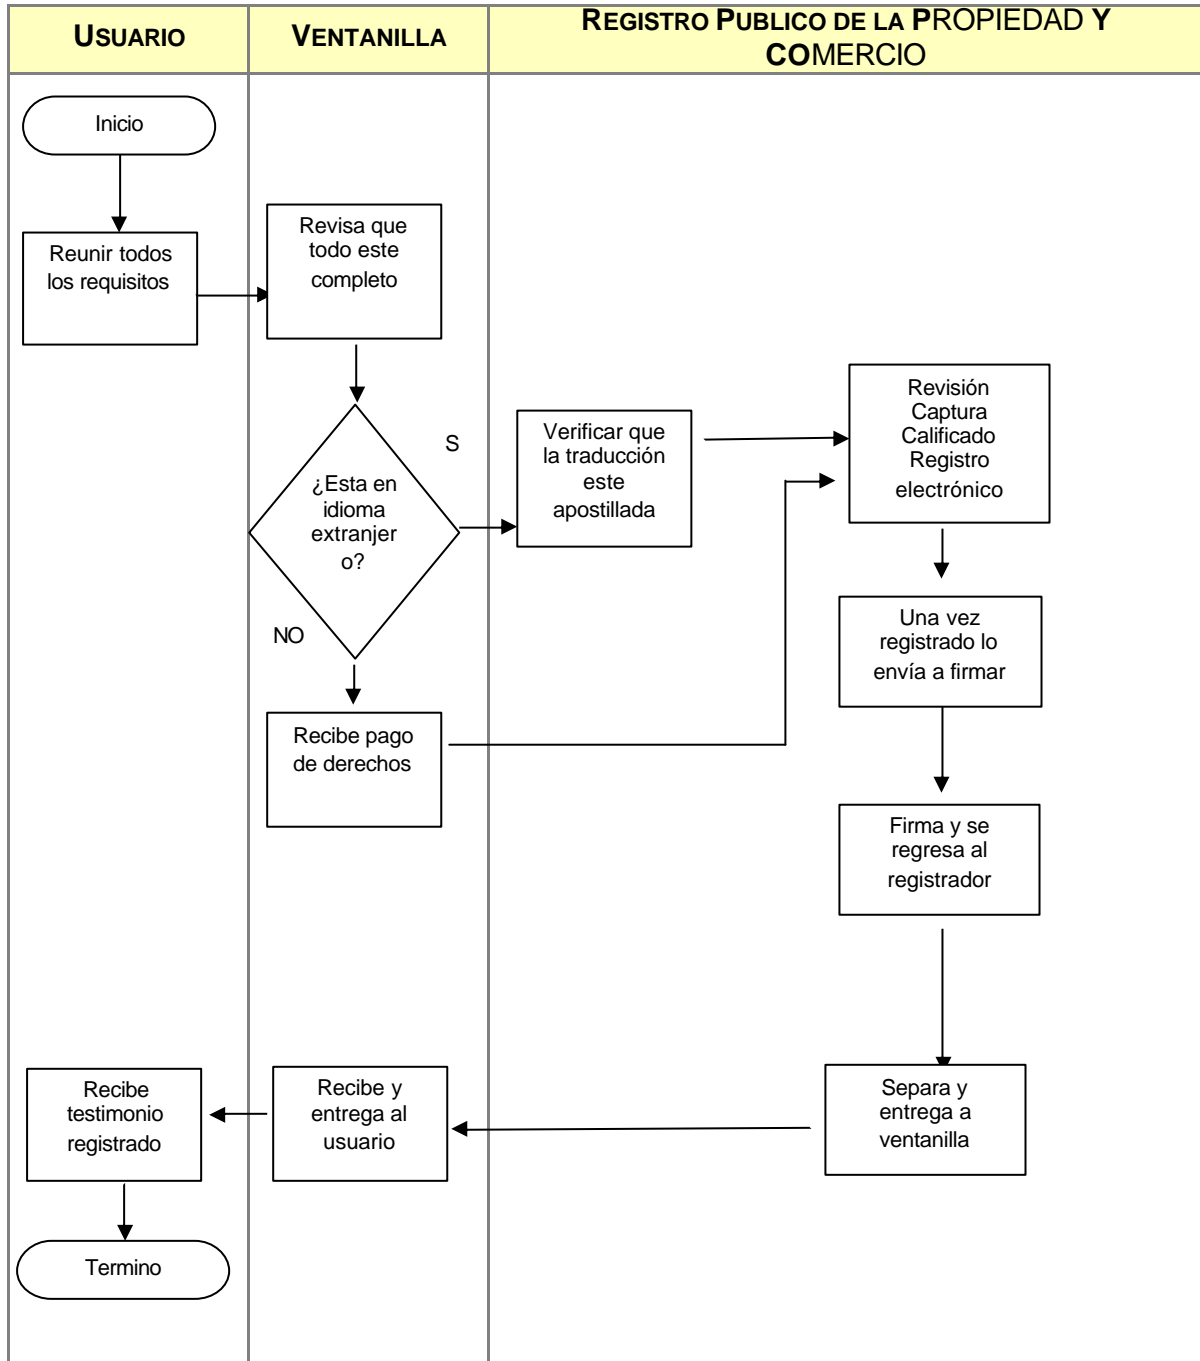 USUARIO
VENTANILLA
REGISTRO PUBLICO DE LA PROPIEDAD Y
COMERCIO
Inicio
Reunir todos
los requisitos
Revisa que
todo este
completo
¿Esta en
idioma
extranjer
o?
S
NO
Verificar que
la traducción
este
apostillada
Revisión
Captura
Calificado
Registro
electrónico
Una vez
registrado lo
envía a firmar
Recibe pago
de derechos
Firma y se
regresa al
registrador
Separa y
entrega a
ventanilla
Recibe y
entrega al
usuario
Recibe
testimonio
registrado
Termino